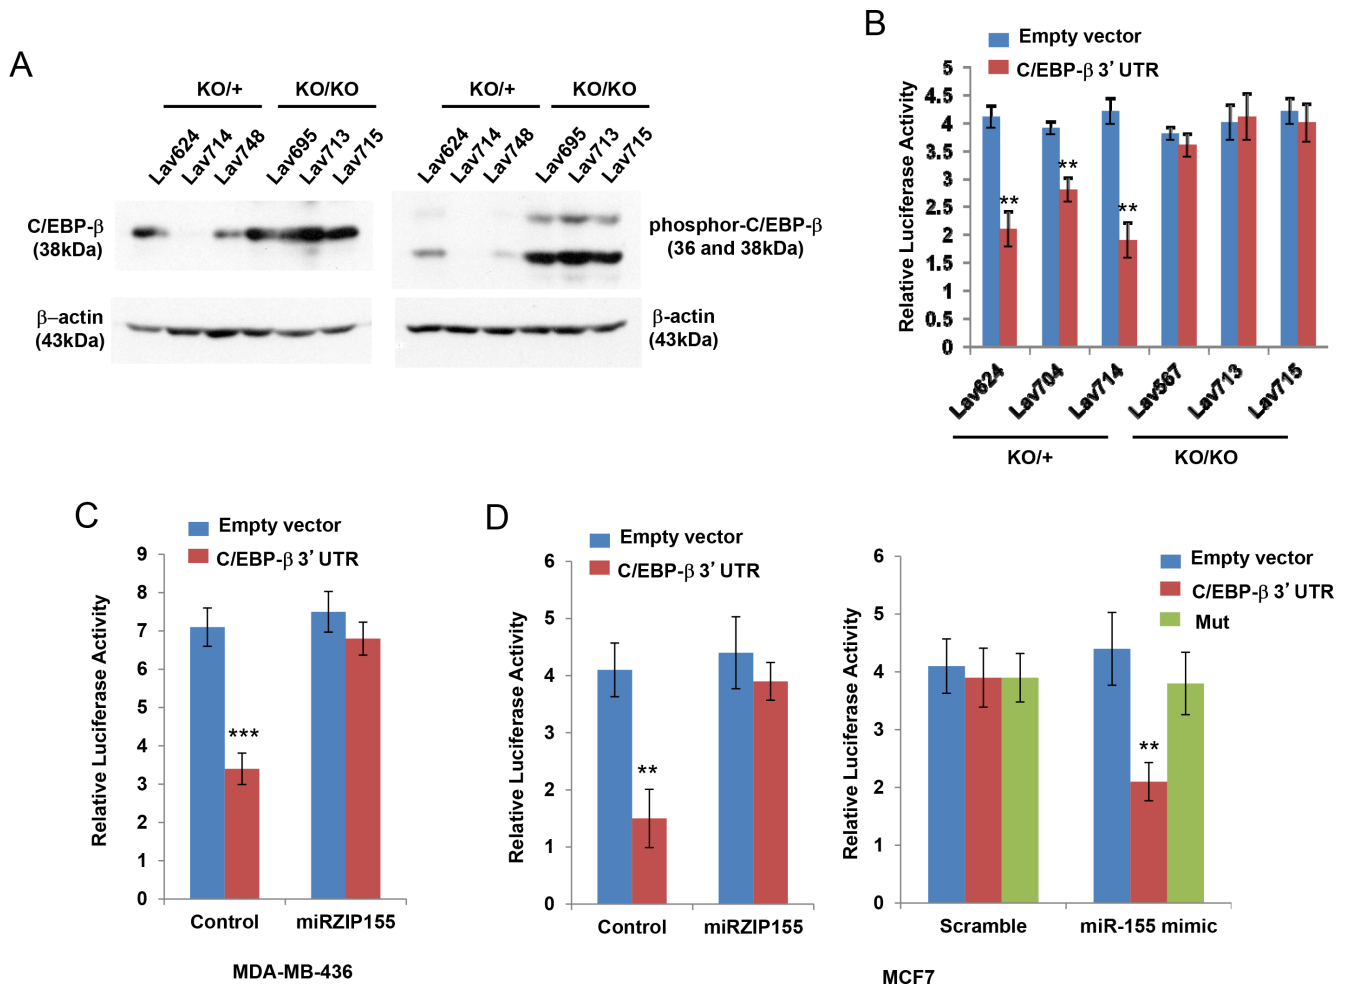 A
KO/+
KO/KO
Lav624
Lav714
Lav748
Lav695
Lav713
Lav715
C/EBP-β
(38kDa)
β-actin
(43kDa)
KO/+
KO/KO
Lav624
Lav714
Lav748
Lav695
Lav713
Lav715
phosphor-C/EBP-β
(36 and 38kDa)
β-actin
(43kDa)
B
Empty vector
C/EBP-β 3’ UTR
Relative Luciferase Activity
5
4.5
4
3.5
3
2.5
2
1.5
1
0.5
0
**
**
**
Lav624
Lav704
Lav714
Lav567
Lav713
Lav715
KO/+
KO/KO
C
Empty vector
C/EBP-β 3’ UTR
Relative Luciferase Activity
9
8
7
6
5
4
3
2
1
0
***
Control
miRZIP155
MDA-MB-436
D
Empty vector
C/EBP-β 3’ UTR
Relative Luciferase Activity
6
5
4
3
2
1
0
**
Control
miRZIP155
Empty vector
C/EBP-β 3’ UTR
Mut
Relative Luciferase Activity
6
5
4
3
2
1
0
**
Scramble
miR-155 mimic
MCF7